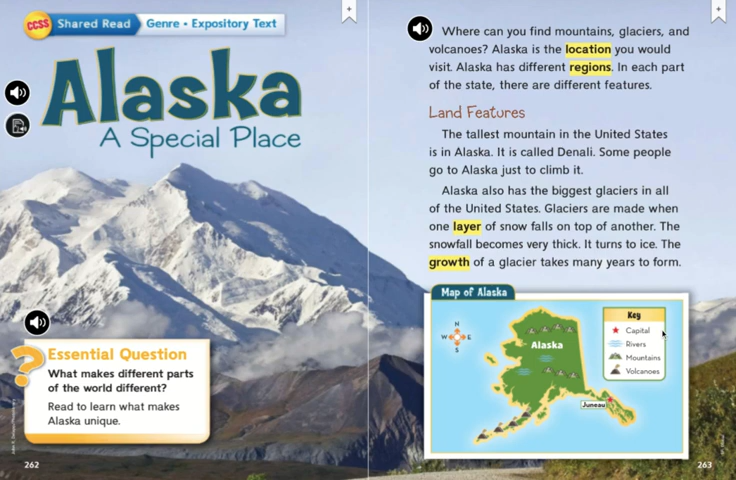 CCSS
Shared Read
Genre • Expository Text
Alaska
A Special Place
Essential Question
What makes different parts
of the world different?
Read to learn what makes
Alaska unique.
262
Where can you find mountains, glaciers, and
volcanoes? Alaska is the location you would
visit. Alaska has different regions. In each part
of the state, there are different features.
Land Features
The tallest mountain in the United States
is in Alaska. It is called Denali. Some people
go to Alaska just to climb it.
Alaska also has the biggest glaciers in all
of the United States. Glaciers are made when
one layer of snow falls on top of another. The
snowfall becomes very thick. It turns to ice. The
growth of a glacier takes many years to form.
Map of Alaska
N
W E
S
Alaska
Juneau
Key
Capital
Rivers
Mountains
Volcanoes
263